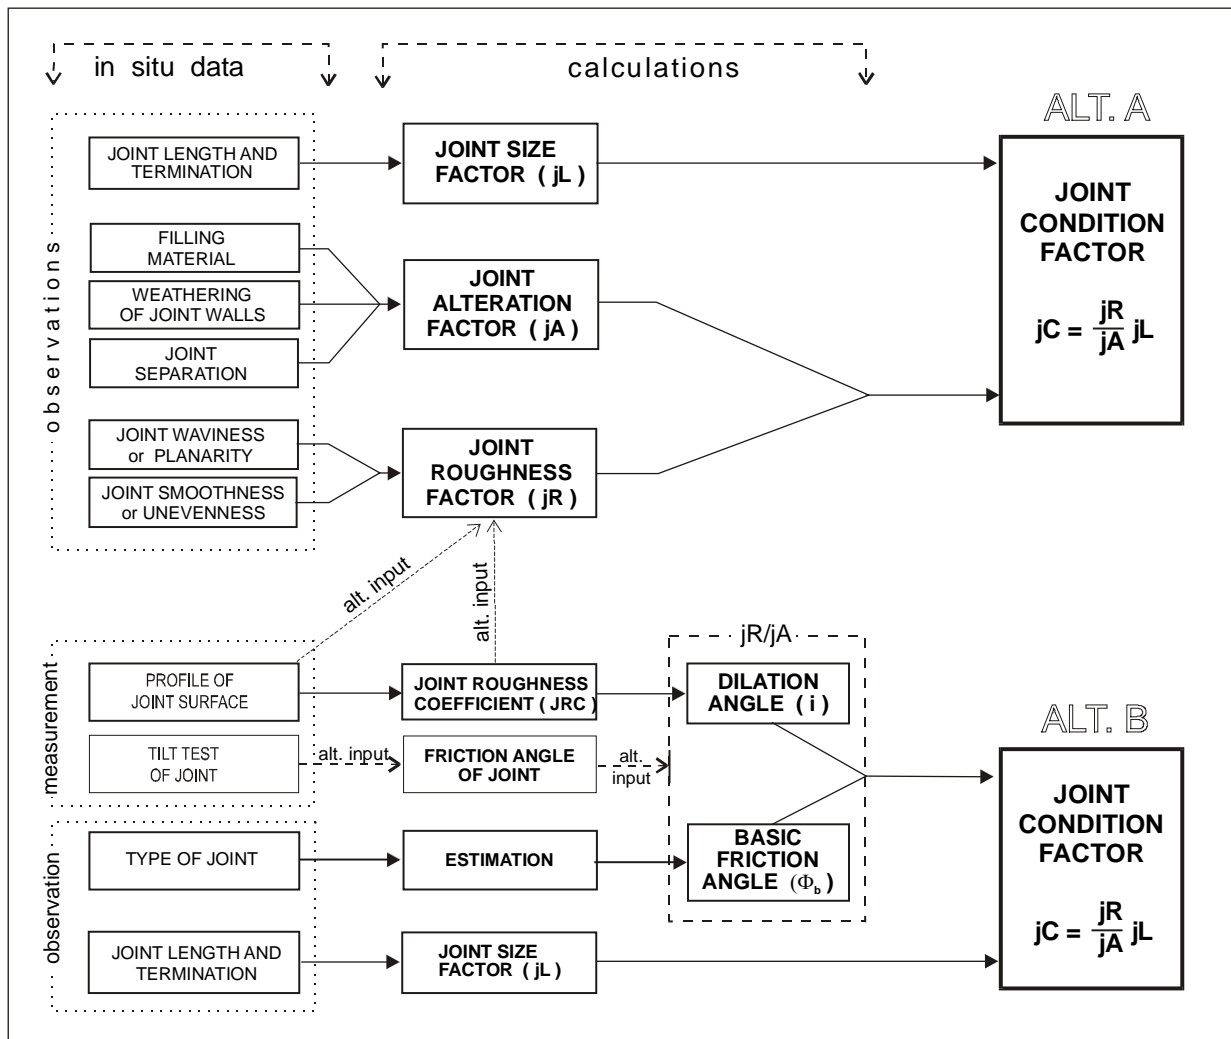 in situ data
calculations
ALT. A
JOINT LENGTH AND
TERMINATION
JOINT SIZE
FACTOR ( jL )
observations
FILLING
MATERIAL
WEATHERING
OF JOINT WALLS
JOINT
SEPARATION
JOINT
ALTERATION
FACTOR ( jA )
JOINT
CONDITION
FACTOR
jC = jR/jA jL
JOINT WAVINESS
or PLANARITY
JOINT SMOOTHNESS
or UNEVENNESS
JOINT
ROUGHNESS
FACTOR ( jR )
alt. input
alt. input
jR/jA
measurement
PROFILE OF
JOINT SURFACE
JOINT ROUGHNESS
COEFFICIENT ( JRC )
DILATION
ANGLE ( i )
TILT TEST
OF JOINT
alt. input
FRICTION ANGLE
OF JOINT
alt.
input
ALT. B
JOINT
CONDITION
FACTOR
jC = jR/jA jL
observation
TYPE OF JOINT
ESTIMATION
BASIC
FRICTION
ANGLE (Φb )
JOINT LENGTH AND
TERMINATION
JOINT SIZE
FACTOR ( jL )